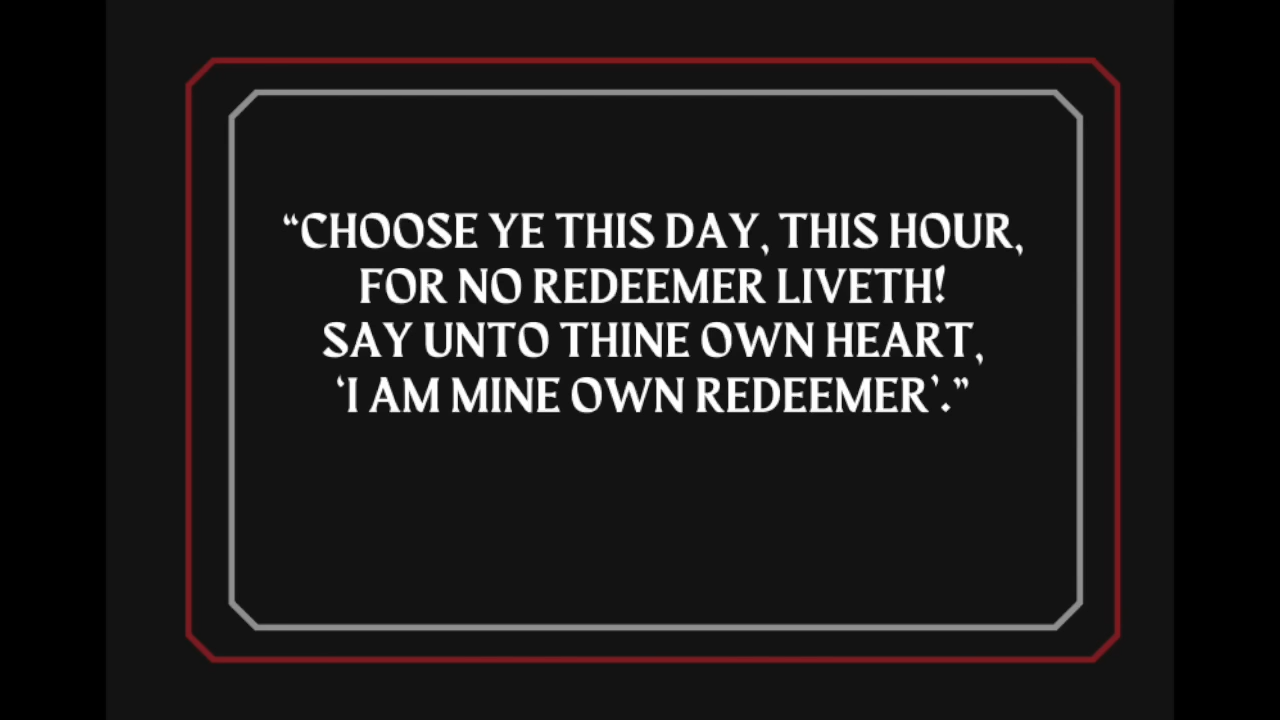 “CHOOSE YE THIS DAY, THIS HOUR,
FOR NO REDEEMER LIVETH!
SAY UNTO THINE OWN HEART,
‘I AM MINE OWN REDEEMER’.”